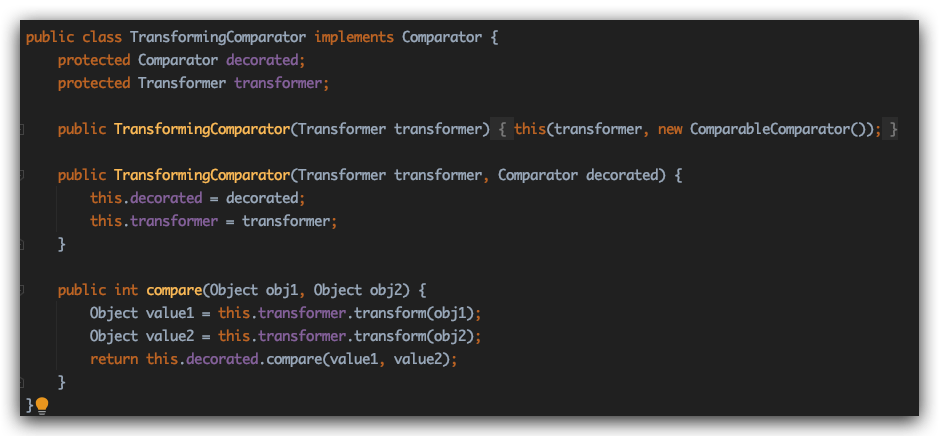 public class TransformingComparator implements Comparator {
protected Comparator decorated;
protected Transformer transformer;
public TransformingComparator(Transformer transformer) { this(transformer, new ComparableComparator()); }
public TransformingComparator(Transformer transformer, Comparator decorated) {
this.decorated = decorated;
this.transformer = transformer;
}
public int compare(Object obj1, Object obj2) {
Object value1 = this.transformer.transform(obj1);
Object value2 = this.transformer.transform(obj2);
return this.decorated.compare(value1, value2);
}
}